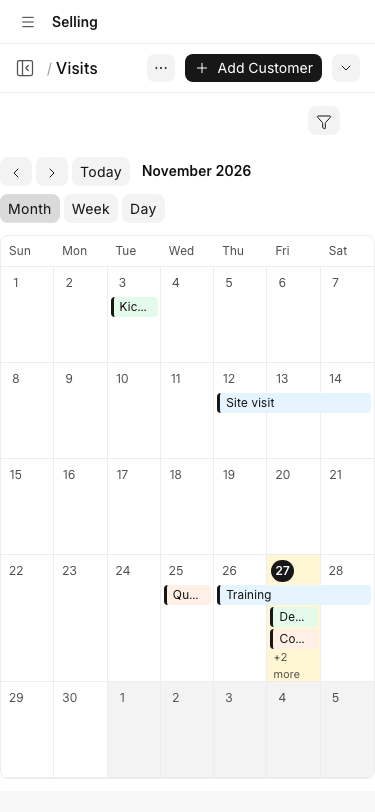 Selling
/ Visits
... + Add Customer
Today November 2026
Month Week Day
Sun Mon Tue Wed Thu Fri Sat
1 2 3 4 5 6 7
Kic...
8 9 10 11 12 13 14
Site visit
15 16 17 18 19 20 21
22 23 24 25 26 27 28
Qu... Training
De...
Co...
+2
more
29 30 1 2 3 4 5